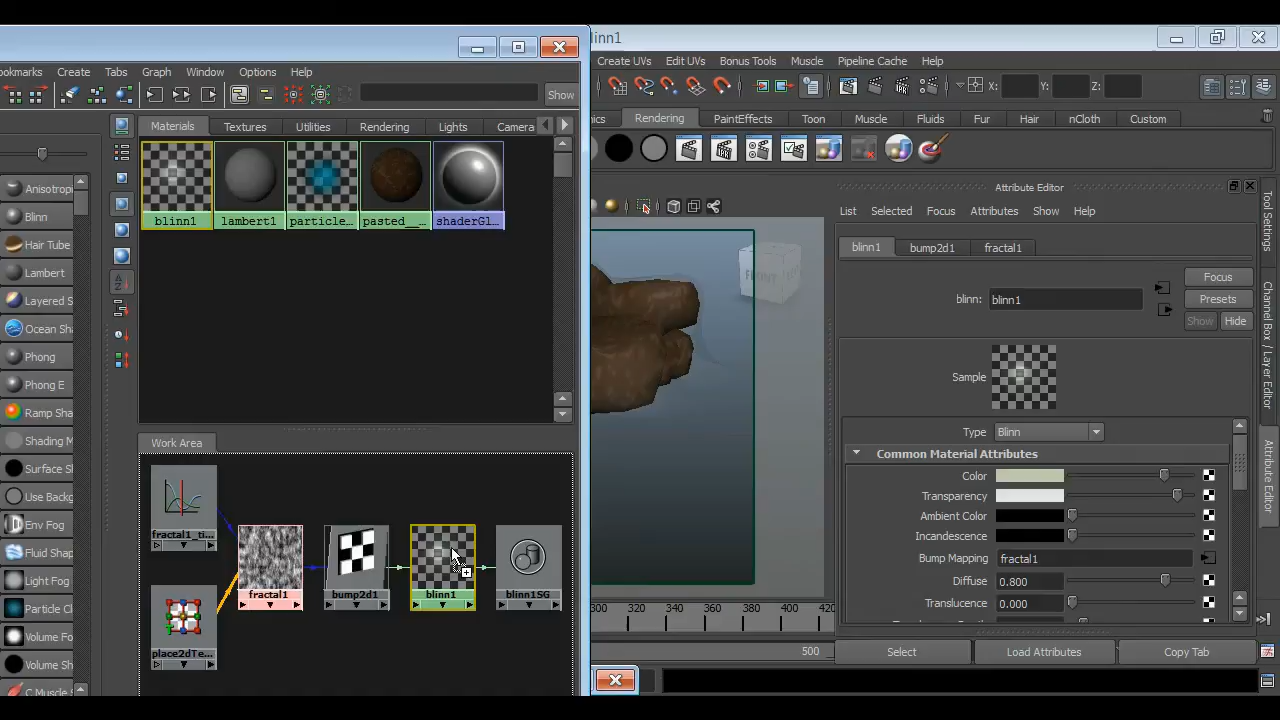 linn1
ookmarks Create Tabs Graph Window Options Help
Create UVs Edit UVs Bonus Tools Muscle Pipeline Cache Help
X: Y: Z:
Show
Materials Textures Utilities Rendering Lights Camera
cs Rendering PaintEffects Toon Muscle Fluids Fur Hair nCloth Custom
Anisotropi
Blinn
Hair Tube
Lambert
Layered S
Ocean Sha
Phong
Phong E
Ramp Sha
Shading M
Surface S
Use Backg
Env Fog
Fluid Shap
Light Fog
Particle Cl
Volume Fo
Volume Sh
C Muscle S
blinn1 lambert1 particle... pasted__... shaderGl...
Work Area
fractal1_ti...
fractal1 bump2d1 blinn1 blinn1SG
place2dTe...
FRONT
300 320 340 360 380 400 420
500
Attribute Editor
List Selected Focus Attributes Show Help
blinn1 bump2d1 fractal1
Focus
blinn: blinn1
Presets
Show Hide
Sample
Type Blinn
Common Material Attributes
Color
Transparency
Ambient Color
Incandescence
Bump Mapping fractal1
Diffuse 0.800
Translucence 0.000
Select Load Attributes Copy Tab
Tool Settings
Channel Box / Layer Editor
Attribute Editor